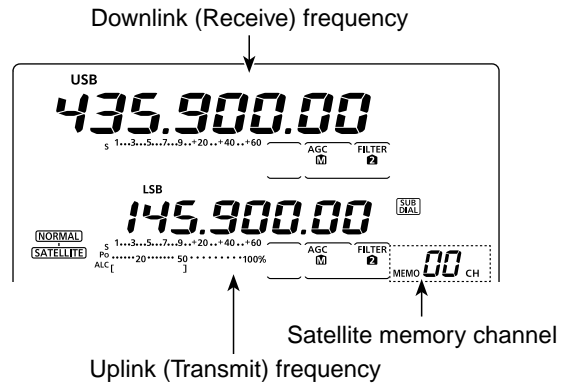 Downlink (Receive) frequency
USB
435.900.00
S 1...3...5...7...9..+20..+40..+60
AGC FILTER
M 2
LSB
145.900.00
SUB DIAL
NORMAL
SATELLITE
S 1...3...5...7...9..+20..+40..+60
Po ········20········50·········100%
ALC [ ]
AGC FILTER
M 2
MEMO 00 CH
Satellite memory channel
Uplink (Transmit) frequency